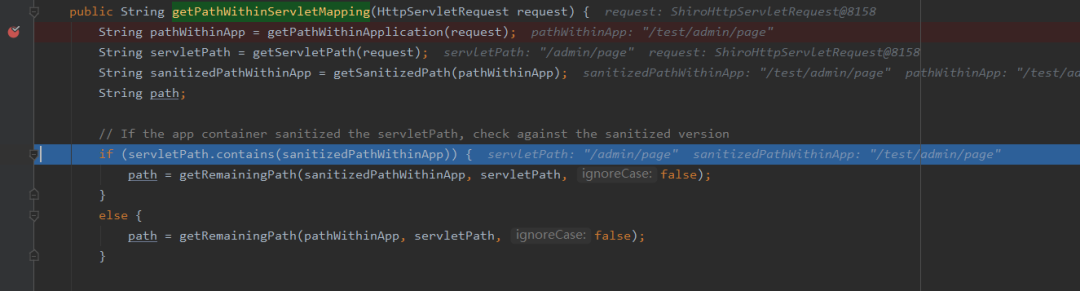 public String getPathWithinServletMapping(HttpServletRequest request) {  request: ShiroHttpServletRequest@8158
String pathWithinApp = getPathWithinApplication(request);  pathWithinApp: "/test/admin/page"
String servletPath = getServletPath(request);  servletPath: "/admin/page"  request: ShiroHttpServletRequest@8158
String sanitizedPathWithinApp = getSanitizedPath(pathWithinApp);  sanitizedPathWithinApp: "/test/admin/page"  pathWithinApp: "/test/ad
String path;
// If the app container sanitized the servletPath, check against the sanitized version
if (servletPath.contains(sanitizedPathWithinApp)) {  servletPath: "/admin/page"  sanitizedPathWithinApp: "/test/admin/page"
path = getRemainingPath(sanitizedPathWithinApp, servletPath, ignoreCase: false);
}
else {
path = getRemainingPath(pathWithinApp, servletPath, ignoreCase: false);
}